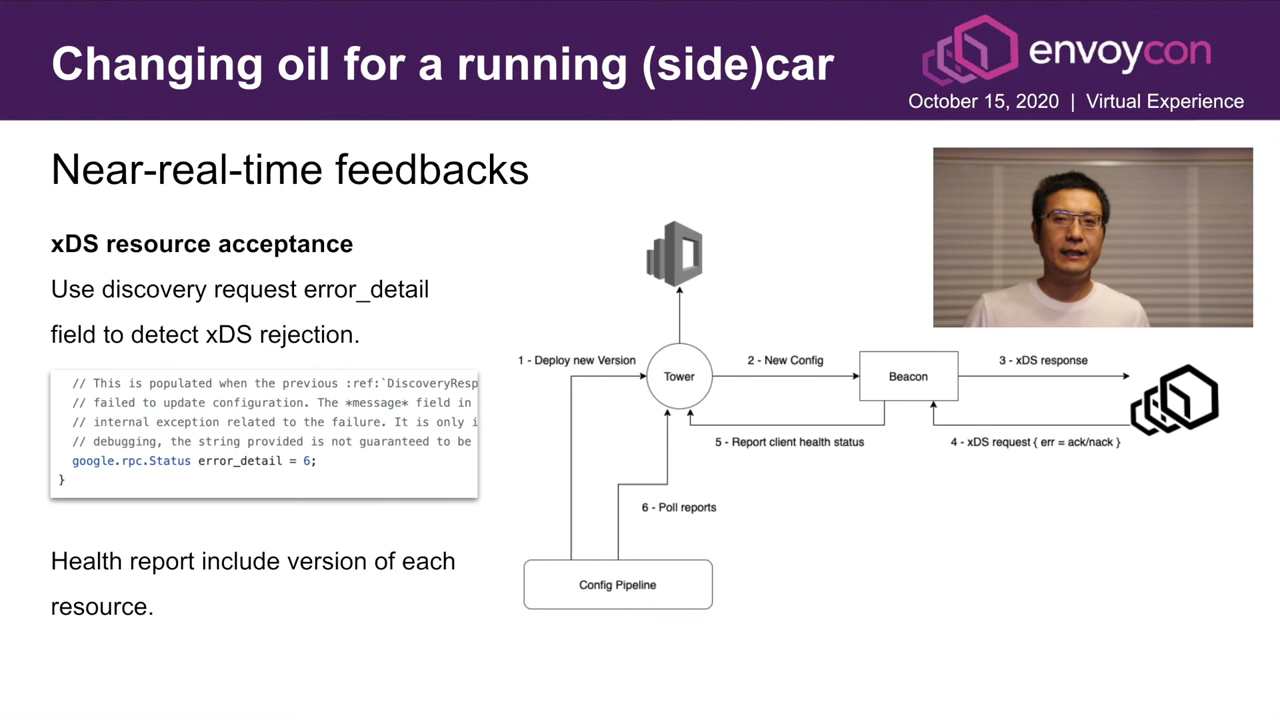 Changing oil for a running (side)car
envoycon
October 15, 2020 | Virtual Experience
Near-real-time feedbacks
xDS resource acceptance
Use discovery request error_detail
field to detect xDS rejection.
// This is populated when the previous :ref:`DiscoveryResp
// failed to update configuration. The *message* field in
// internal exception related to the failure. It is only i
// debugging, the string provided is not guaranteed to be
google.rpc.Status error_detail = 6;
}
Health report include version of each
resource.
1 - Deploy new Version
Tower
2 - New Config
Beacon
3 - xDS response
5 - Report client health status
4 - xDS request { err = ack/nack }
6 - Poll reports
Config Pipeline